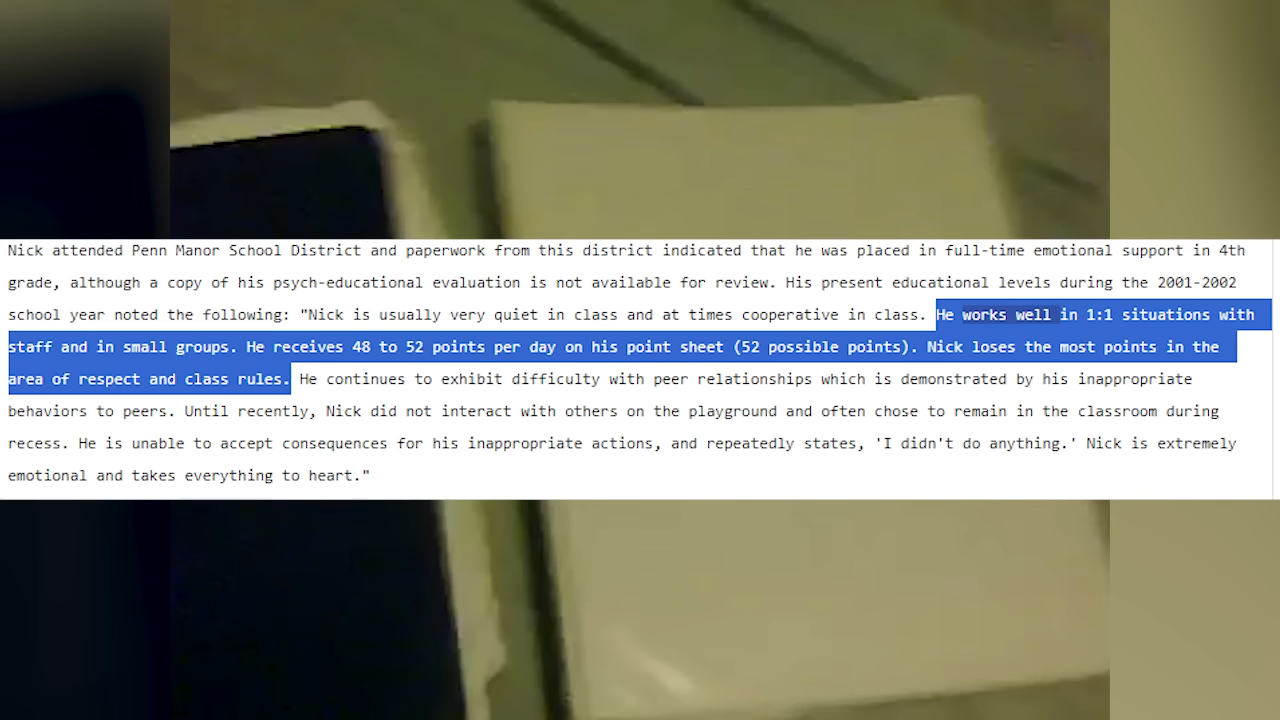 Nick attended Penn Manor School District and paperwork from this district indicated that he was placed in full-time emotional support in 4th
grade, although a copy of his psych-educational evaluation is not available for review. His present educational levels during the 2001-2002
school year noted the following: "Nick is usually very quiet in class and at times cooperative in class. He works well in 1:1 situations with
staff and in small groups. He receives 48 to 52 points per day on his point sheet (52 possible points). Nick loses the most points in the
area of respect and class rules. He continues to exhibit difficulty with peer relationships which is demonstrated by his inappropriate
behaviors to peers. Until recently, Nick did not interact with others on the playground and often chose to remain in the classroom during
recess. He is unable to accept consequences for his inappropriate actions, and repeatedly states, 'I didn't do anything.' Nick is extremely
emotional and takes everything to heart."